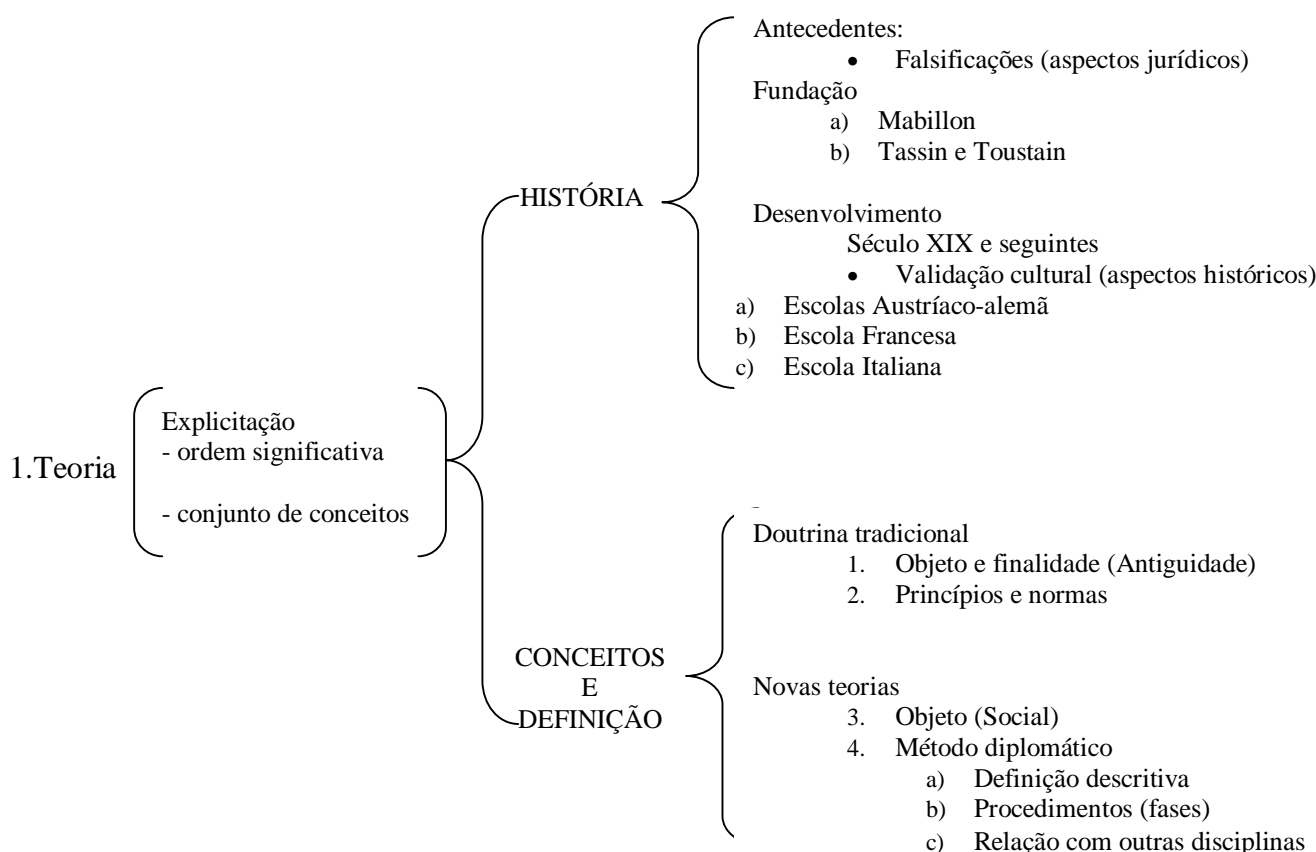 1.Teoria
Explicitação
- ordem significativa
- conjunto de conceitos
HISTÓRIA
Antecedentes:
• Falsificações (aspectos jurídicos)
Fundação
a) Mabillon
b) Tassin e Toustain
Desenvolvimento
Século XIX e seguintes
• Validação cultural (aspectos históricos)
a) Escolas Austríaco-alemã
b) Escola Francesa
c) Escola Italiana
CONCEITOS
E
DEFINIÇÃO
Doutrina tradicional
1. Objeto e finalidade (Antiguidade)
2. Princípios e normas
Novas teorias
3. Objeto (Social)
4. Método diplomático
a) Definição descritiva
b) Procedimentos (fases)
c) Relação com outras disciplinas